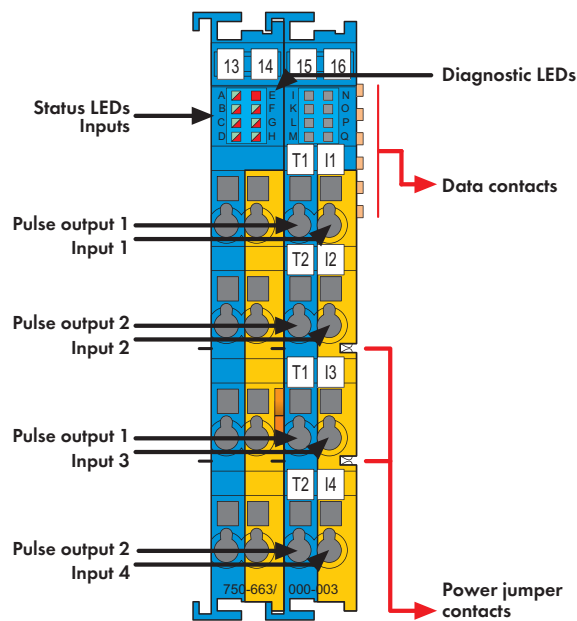 13 14 15 16
Diagnostic LEDs
A E N
Status LEDs
Inputs
B F K O
C G L P
D H M Q
T1 I1
Data contacts
Pulse output 1
Input 1
T2 I2
Pulse output 2
Input 2
T1 I3
Pulse output 1
Input 3
T2 I4
Pulse output 2
Input 4
750-663/ 000-003
Power jumper
contacts